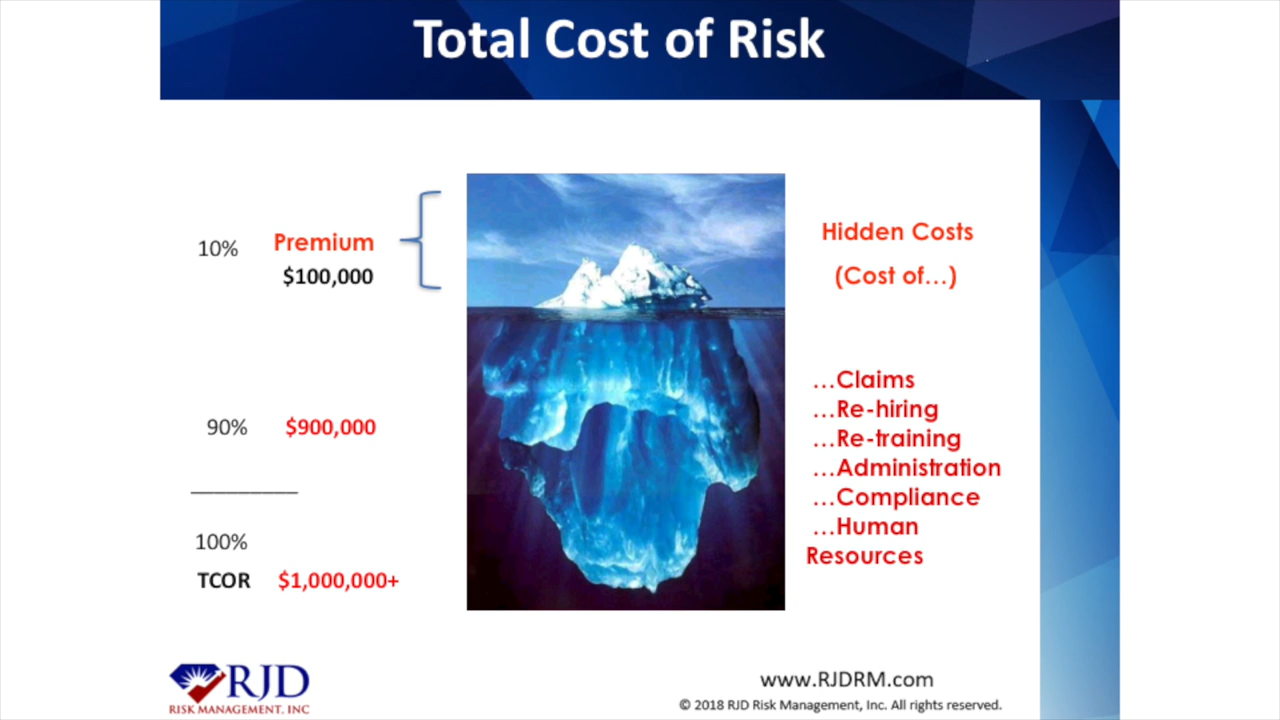 Total Cost of Risk
10%
Premium
$100,000
90%
$900,000
100%
TCOR
$1,000,000+
Hidden Costs
(Cost of...)
...Claims
...Re-hiring
...Re-training
...Administration
...Compliance
...Human
Resources
RJD
RISK MANAGEMENT, INC
www.RJDRM.com
© 2018 RJD Risk Management, Inc. All rights reserved.